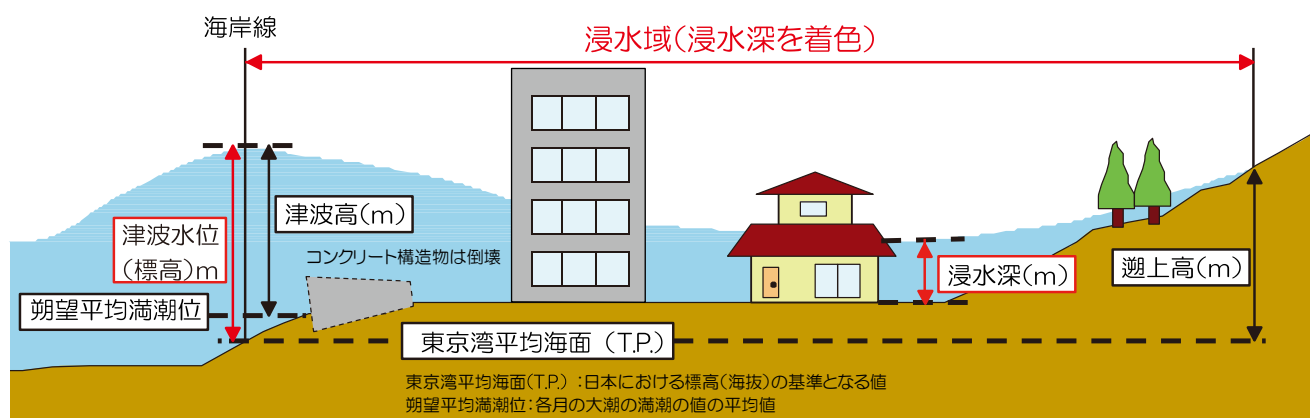 海岸線
浸水域(浸水深を着色)
津波高(m)
津波水位
(標高)m
コンクリート構造物は倒壊
浸水深(m)
遡上高(m)
朔望平均満潮位
東京湾平均海面 (T.P.)
東京湾平均海面(T.P.):日本における標高(海抜)の基準となる値
朔望平均満潮位:各月の大潮の満潮の値の平均値